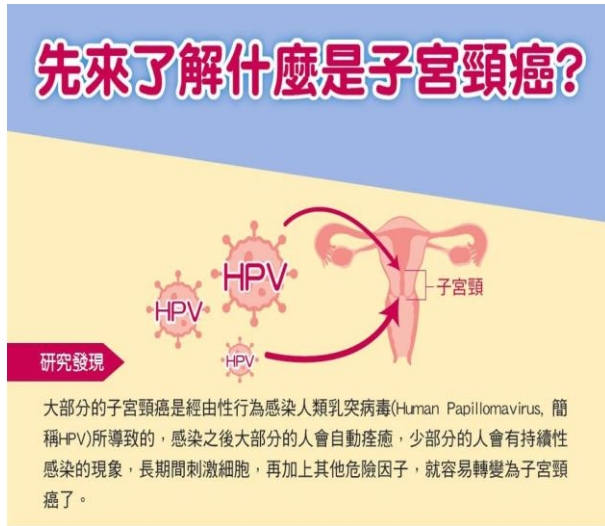 先來了解什麼是子宮頸癌?
HPV
HPV
HPV
子宮頸
研究發現
大部分的子宮頸癌是經由性行為感染人類乳突病毒(Human Papillomavirus, 簡
稱HPV)所導致的，感染之後大部分的人會自動痊癒，少部分的人會有持續性
感染的現象，長期間刺激細胞，再加上其他危險因子，就容易轉變為子宮頸
癌了。